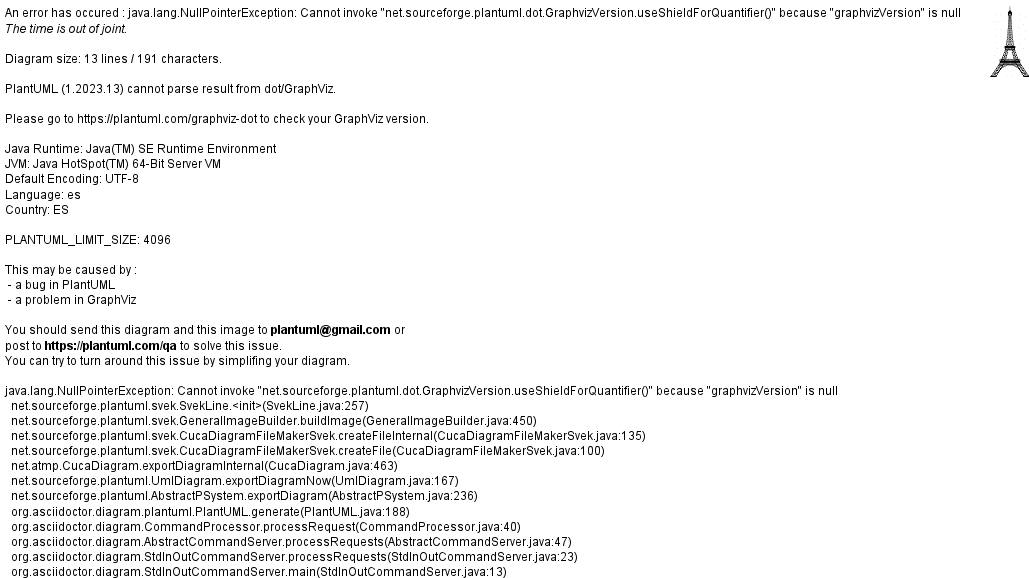 An error has occured : java.lang.NullPointerException: Cannot invoke "net.sourceforge.plantuml.dot.GraphvizVersion.useShieldForQuantifier()" because "graphvizVersion" is null
The time is out of joint.
Diagram size: 13 lines / 191 characters.
PlantUML (1.2023.13) cannot parse result from dot/GraphViz.
Please go to https://plantuml.com/graphviz-dot to check your GraphViz version.
Java Runtime: Java(TM) SE Runtime Environment
JVM: Java HotSpot(TM) 64-Bit Server VM
Default Encoding: UTF-8
Language: es
Country: ES
PLANTUML_LIMIT_SIZE: 4096
This may be caused by :
- a bug in PlantUML
- a problem in GraphViz
You should send this diagram and this image to plantuml@gmail.com or
post to https://plantuml.com/qa to solve this issue.
You can try to turn around this issue by simplifing your diagram.
java.lang.NullPointerException: Cannot invoke "net.sourceforge.plantuml.dot.GraphvizVersion.useShieldForQuantifier()" because "graphvizVersion" is null
net.sourceforge.plantuml.svek.SvekLine.<init>(SvekLine.java:257)
net.sourceforge.plantuml.svek.GeneralImageBuilder.buildImage(GeneralImageBuilder.java:450)
net.sourceforge.plantuml.svek.CucaDiagramFileMakerSvek.createFileInternal(CucaDiagramFileMakerSvek.java:135)
net.sourceforge.plantuml.svek.CucaDiagramFileMakerSvek.createFile(CucaDiagramFileMakerSvek.java:100)
net.atmp.CucaDiagram.exportDiagramInternal(CucaDiagram.java:463)
net.sourceforge.plantuml.UmlDiagram.exportDiagramNow(UmlDiagram.java:167)
net.sourceforge.plantuml.AbstractPSystem.exportDiagram(AbstractPSystem.java:236)
org.asciidoctor.diagram.plantuml.PlantUML.generate(PlantUML.java:188)
org.asciidoctor.diagram.CommandProcessor.processRequest(CommandProcessor.java:40)
org.asciidoctor.diagram.AbstractCommandServer.processRequests(AbstractCommandServer.java:47)
org.asciidoctor.diagram.StdInOutCommandServer.processRequests(StdInOutCommandServer.java:23)
org.asciidoctor.diagram.StdInOutCommandServer.main(StdInOutCommandServer.java:13)